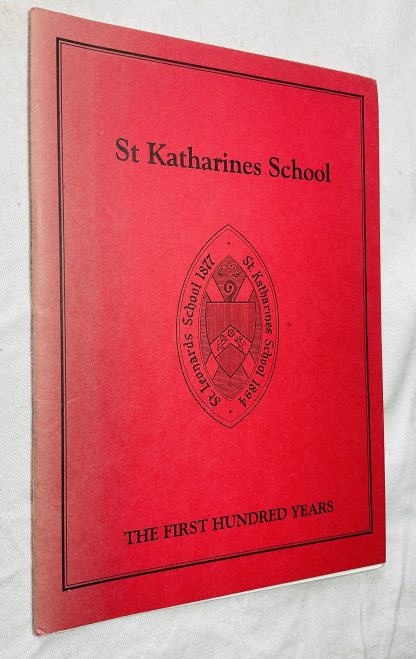 St Katharines School
St Leonards School 1877
St Katharines School 1894
THE FIRST HUNDRED YEARS